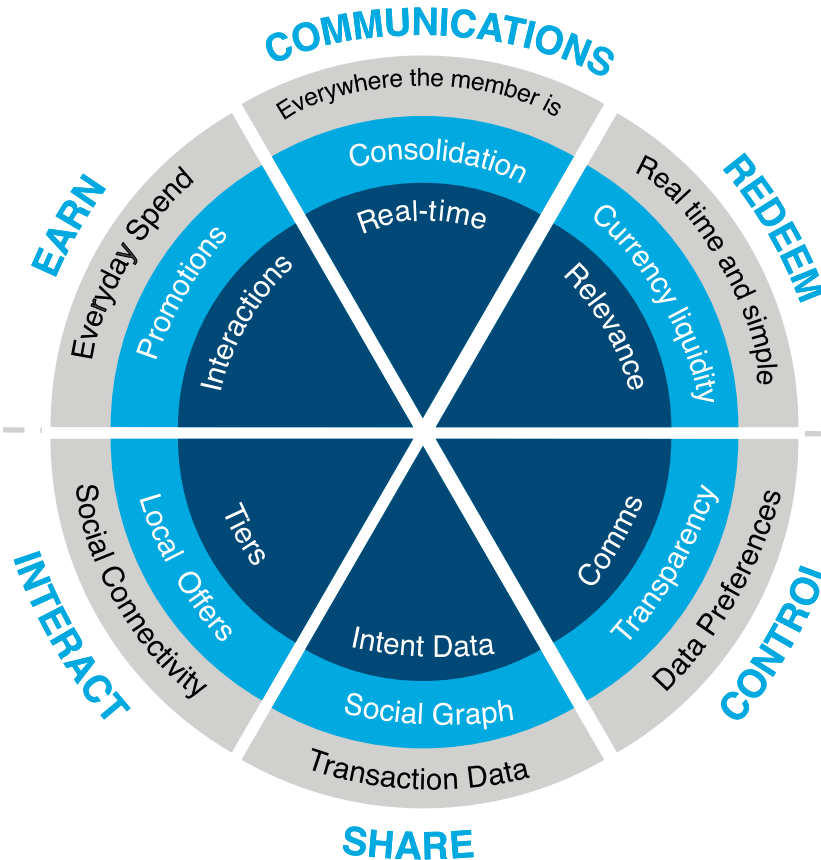 COMMUNICATIONS
Everywhere the member is
Consolidation
Real-time
REDEEM
Real time and simple
Currency liquidity
Relevance
CONTROL
Data Preferences
Transparency
Comms
SHARE
Transaction Data
Social Graph
Intent Data
INTERACT
Social Connectivity
Local Offers
Tiers
EARN
Everyday Spend
Promotions
Interactions